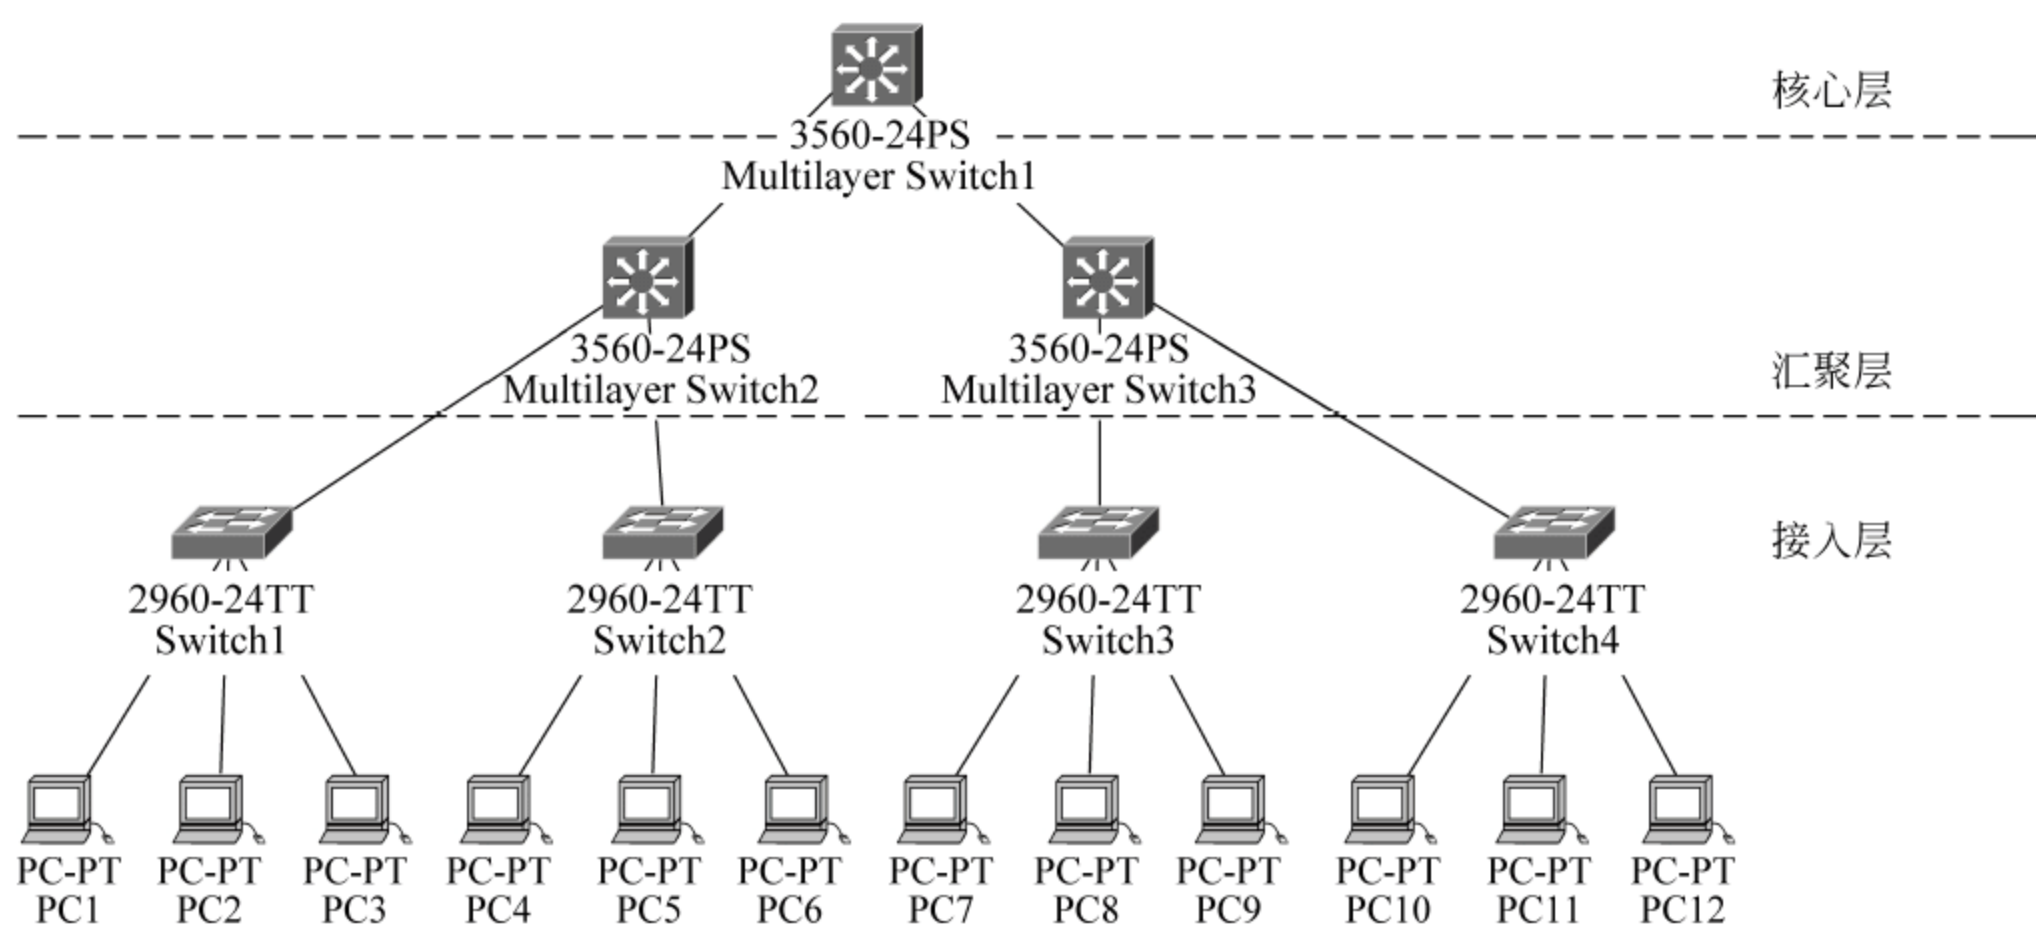 核心层
3560-24PS
Multilayer Switch1
3560-24PS
Multilayer Switch2
3560-24PS
Multilayer Switch3
汇聚层
接入层
2960-24TT
Switch1
2960-24TT
Switch2
2960-24TT
Switch3
2960-24TT
Switch4
PC-PT
PC1
PC-PT
PC2
PC-PT
PC3
PC-PT
PC4
PC-PT
PC5
PC-PT
PC6
PC-PT
PC7
PC-PT
PC8
PC-PT
PC9
PC-PT
PC10
PC-PT
PC11
PC-PT
PC12